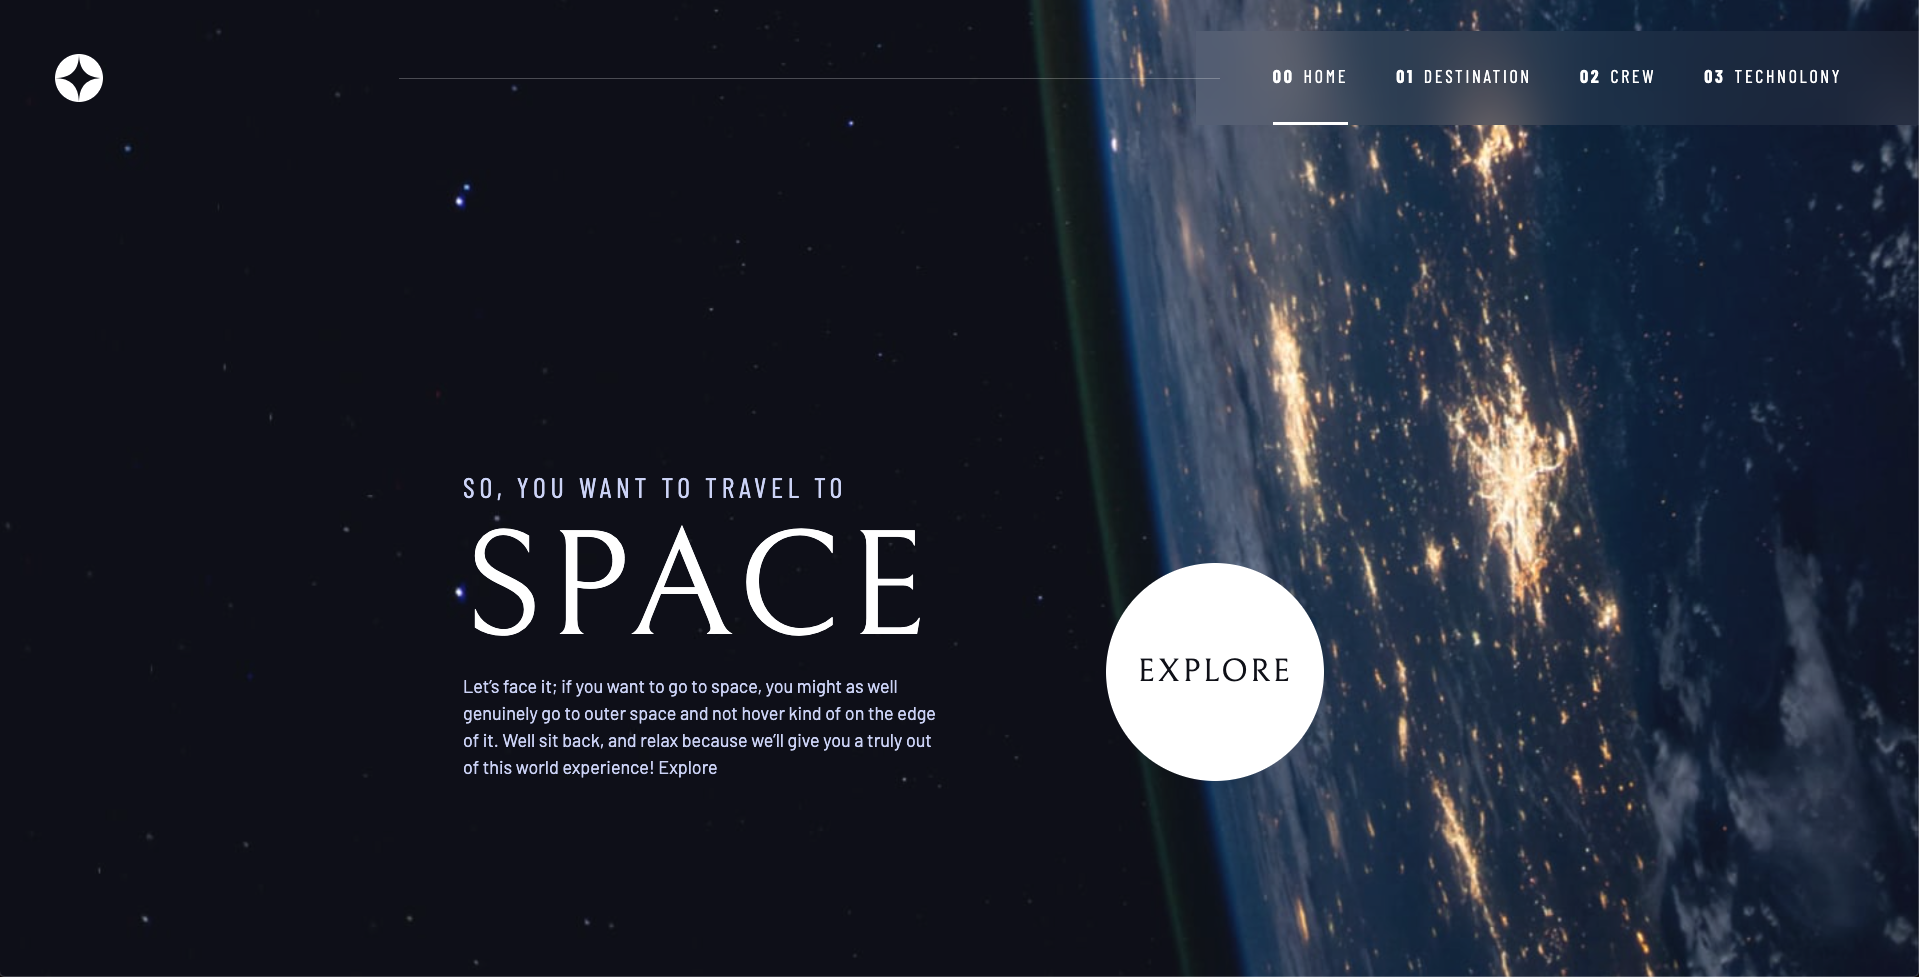 00 HOME 01 DESTINATION 02 CREW 03 TECHNOLONY
SO, YOU WANT TO TRAVEL TO
SPACE
Let’s face it; if you want to go to space, you might as well
genuinely go to outer space and not hover kind of on the edge
of it. Well sit back, and relax because we’ll give you a truly out
of this world experience! Explore
EXPLORE